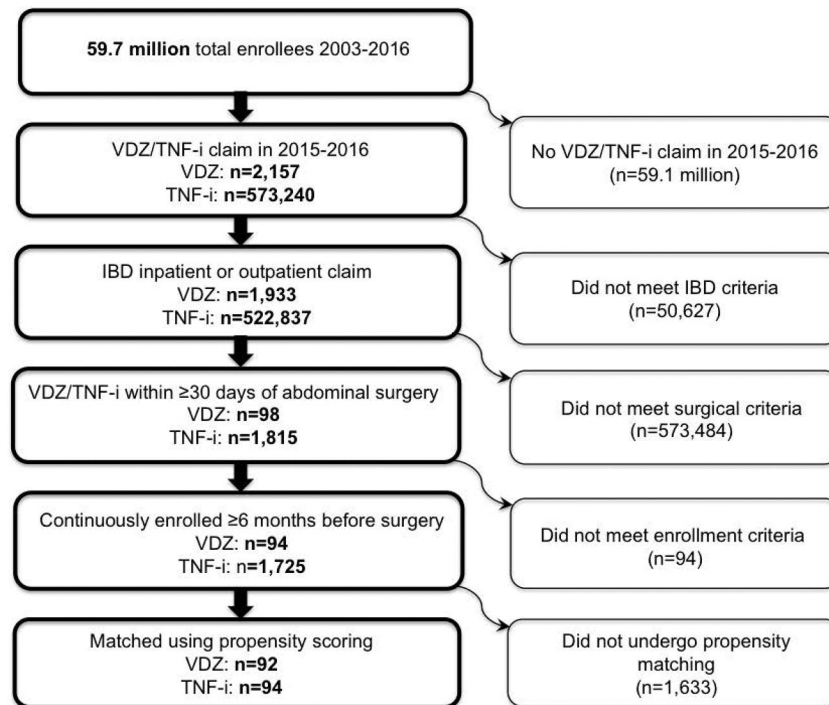 59.7 million total enrollees 2003-2016
No VDZ/TNF-i claim in 2015-2016
(n=59.1 million)
VDZ/TNF-i claim in 2015-2016
VDZ: n=2,157
TNF-i: n=573,240
Did not meet IBD criteria
(n=50,627)
IBD inpatient or outpatient claim
VDZ: n=1,933
TNF-i: n=522,837
Did not meet surgical criteria
(n=573,484)
VDZ/TNF-i within ≥30 days of abdominal surgery
VDZ: n=98
TNF-i: n=1,815
Did not meet enrollment criteria
(n=94)
Continuously enrolled ≥6 months before surgery
VDZ: n=94
TNF-i: n=1,725
Did not undergo propensity
matching
(n=1,633)
Matched using propensity scoring
VDZ: n=92
TNF-i: n=94